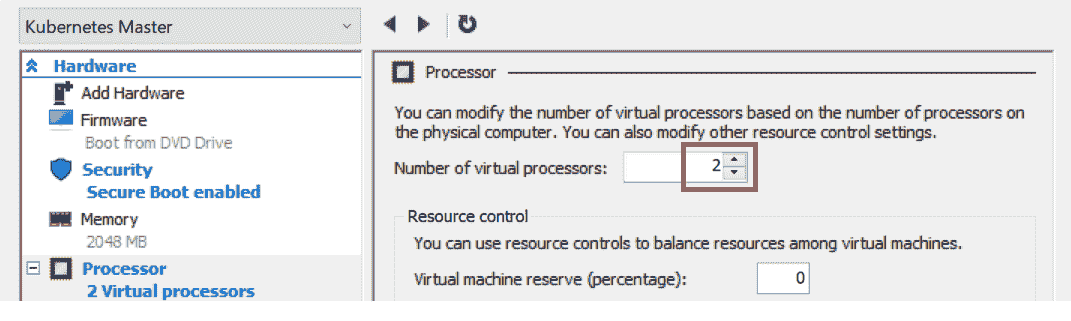 Kubernetes Master
Hardware
Add Hardware
Firmware
Boot from DVD Drive
Security
Secure Boot enabled
Memory
2048 MB
Processor
2 Virtual processors
Processor
You can modify the number of virtual processors based on the number of processors on
the physical computer. You can also modify other resource control settings.
Number of virtual processors: 2
Resource control
You can use resource controls to balance resources among virtual machines.
Virtual machine reserve (percentage): 0